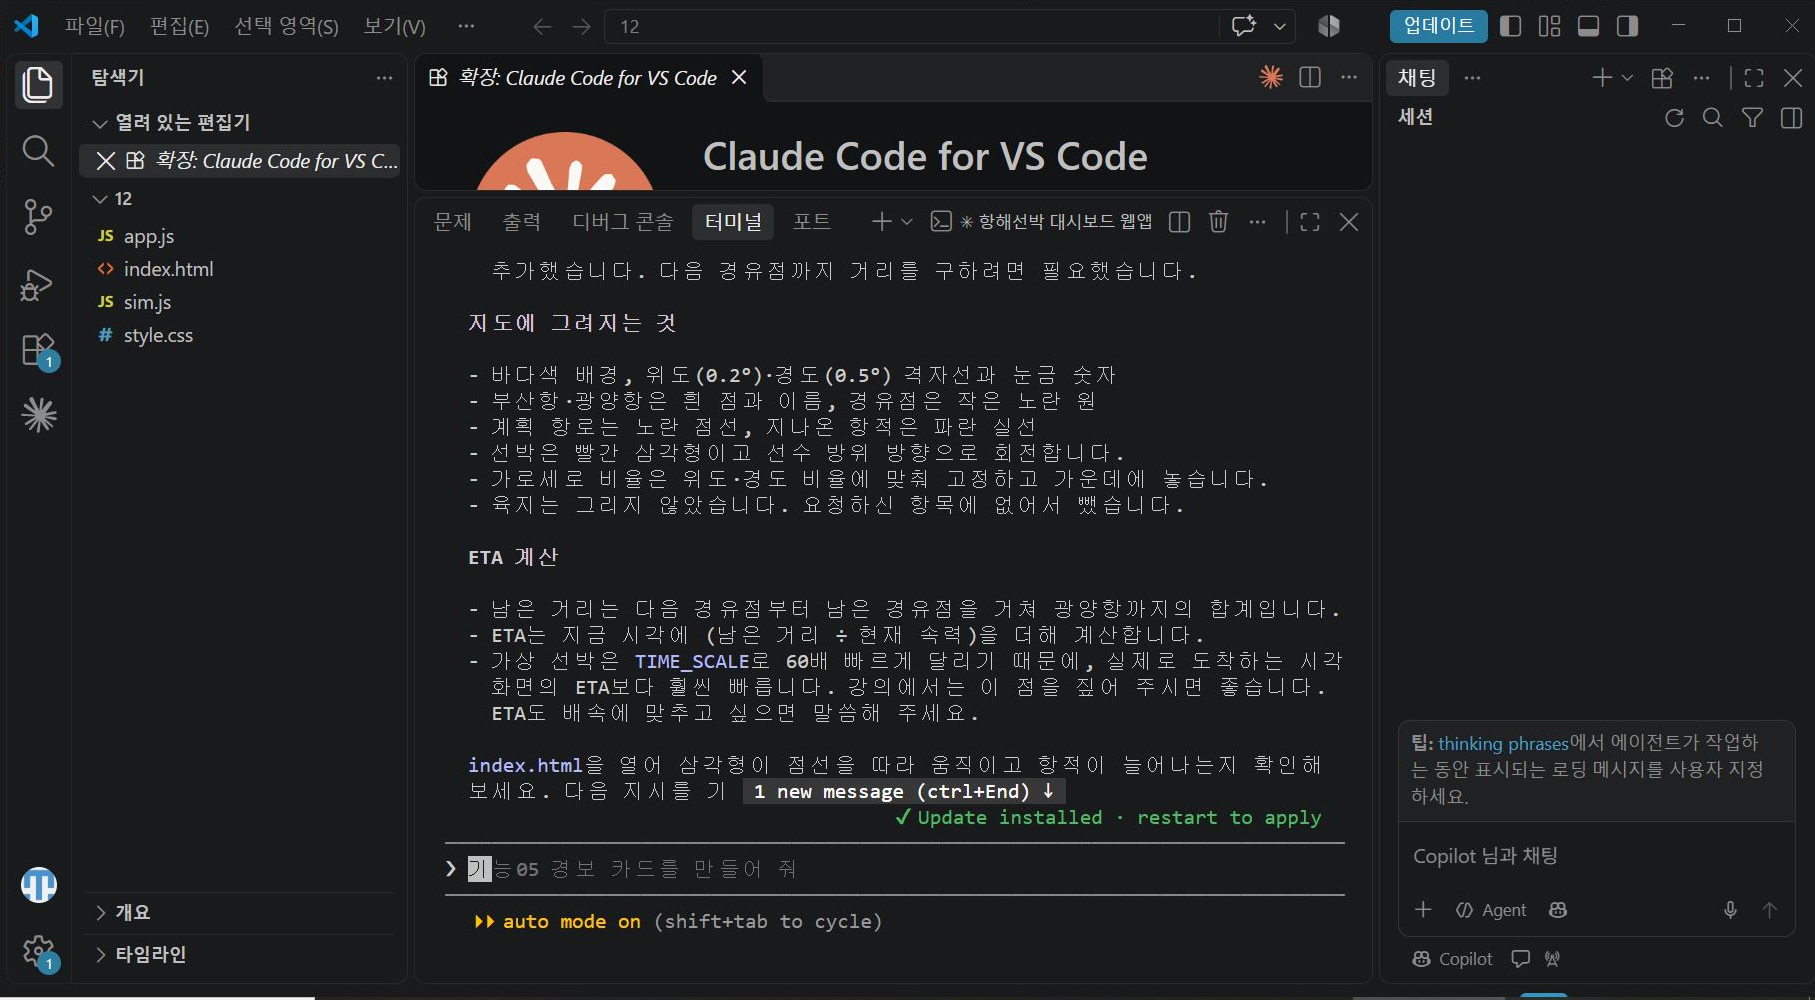 파일(F) 편집(E) 선택 영역(S) 보기(V) ··· 12 업데이트
탐색기
열려 있는 편집기
확장: Claude Code for VS C...
12
JS app.js
<> index.html
JS sim.js
# style.css
1
개요
타임라인
1
확장: Claude Code for VS Code
Claude Code for VS Code
문제 출력 디버그 콘솔 터미널 포트 항해선박 대시보드 웹앱
추가했습니다. 다음 경유점까지 거리를 구하려면 필요했습니다.
지도에 그려지는 것
- 바다색 배경, 위도(0.2°)·경도(0.5°) 격자선과 눈금 숫자
- 부산항·광양항은 흰 점과 이름, 경유점은 작은 노란 원
- 계획 항로는 노란 점선, 지나온 항적은 파란 실선
- 선박은 빨간 삼각형이고 선수 방위 방향으로 회전합니다.
- 가로세로 비율은 위도·경도 비율에 맞춰 고정하고 가운데에 놓습니다.
- 육지는 그리지 않았습니다. 요청하신 항목에 없어서 뺐습니다.
ETA 계산
- 남은 거리는 다음 경유점부터 남은 경유점을 거쳐 광양항까지의 합계입니다.
- ETA는 지금 시각에 (남은 거리 ÷ 현재 속력)을 더해 계산합니다.
- 가상 선박은 TIME_SCALE로 60배 빠르게 달리기 때문에, 실제로 도착하는 시각
화면의 ETA보다 훨씬 빠릅니다. 강의에서는 이 점을 짚어 주시면 좋습니다.
ETA도 배속에 맞추고 싶으면 말씀해 주세요.
index.html을 열어 삼각형이 점선을 따라 움직이고 항적이 늘어나는지 확인해
보세요. 다음 지시를 기 1 new message (ctrl+End) ↓
✓Update installed · restart to apply
❯ 기능05 경보 카드를 만들어 줘
⏵⏵ auto mode on (shift+tab to cycle)
채팅
세션
팁: thinking phrases에서 에이전트가 작업하
는 동안 표시되는 로딩 메시지를 사용자 지정
하세요.
Copilot 님과 채팅
Agent
Copilot